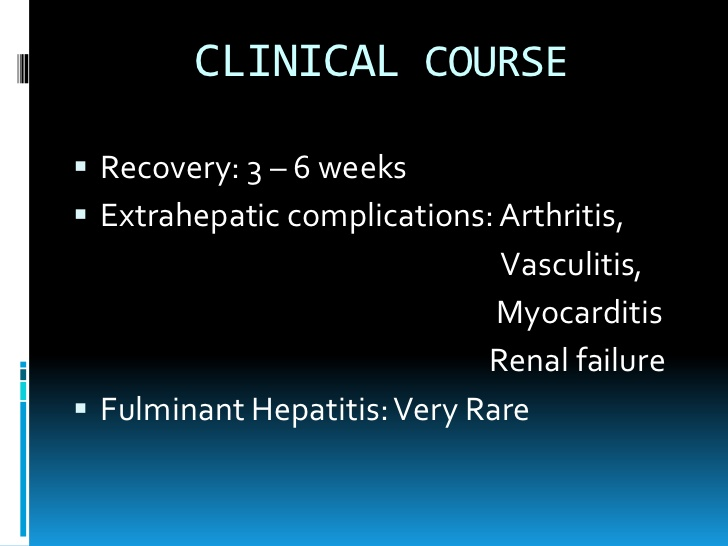 CLINICAL COURSE
▪ Recovery: 3 – 6 weeks
▪ Extrahepatic complications: Arthritis,
Vasculitis,
Myocarditis
Renal failure
▪ Fulminant Hepatitis: Very Rare